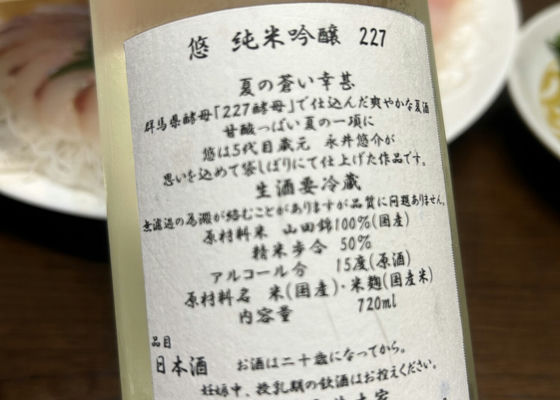 悠 純米吟醸 227
夏の蒼い幸甚
群馬県酵母「227酵母」で仕込んだ爽やかな夏酒
甘酸っぱい夏の一項に
悠は5代目蔵元 永井悠介が
思いを込めて袋しぼりにて仕上げた作品です。
生酒要冷蔵
無濾過の為澱が絡むことがありますが品質に問題ありません。
原材料米 山田錦100%(国産)
精米歩合 50%
アルコール分 15度(原酒)
原材料名 米(国産)・米麹(国産米)
内容量 720ml
品目
日本酒 お酒は二十歳になってから。
妊娠中、授乳期の飲酒はお控えください。